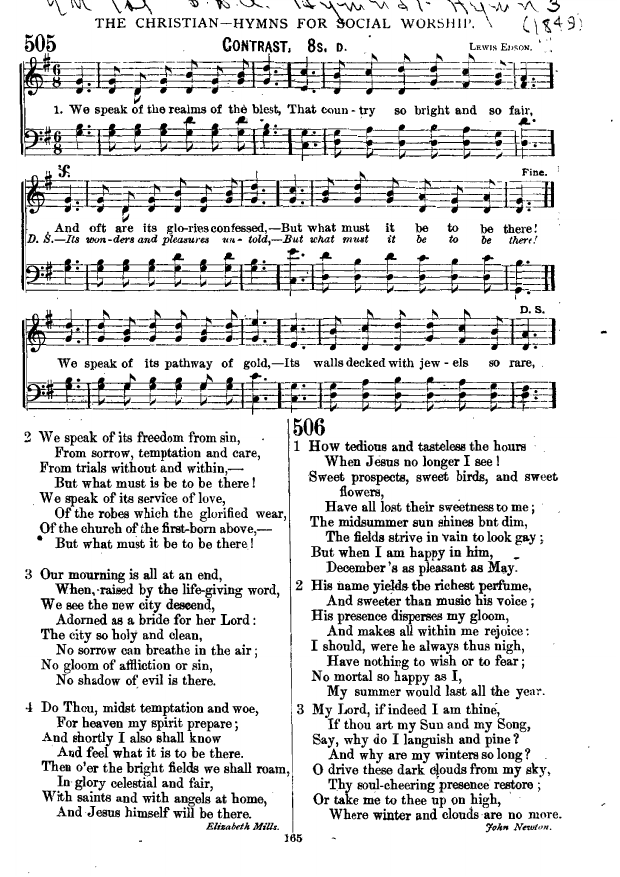 Hymn 3
THE CHRISTIAN—HYMNS FOR SOCIAL WORSHIP.
(1849)
505
CONTRAST. 8s. D.
LEWIS EDSON.
1. We speak of the realms of the blest, That coun - try so bright and so fair,
Fine.
And oft are its glo-ries confessed,—But what must it be to be there!
D. S.—Its won-ders and pleasures un - told,—But what must it be to be there!
D. S.
We speak of its pathway of gold,—Its walls decked with jew - els so rare,
2 We speak of its freedom from sin,
From sorrow, temptation and care,
From trials without and within,—
But what must is be to be there!
We speak of its service of love,
Of the robes which the glorified wear,
Of the church of the first-born above,—
But what must it be to be there!
3 Our mourning is all at an end,
When, raised by the life-giving word,
We see the new city descend,
Adorned as a bride for her Lord:
The city so holy and clean,
No sorrow can breathe in the air;
No gloom of affliction or sin,
No shadow of evil is there.
4 Do Thou, midst temptation and woe,
For heaven my spirit prepare;
And shortly I also shall know
And feel what it is to be there.
Then o'er the bright fields we shall roam,
In glory celestial and fair,
With saints and with angels at home,
And Jesus himself will be there.
Elizabeth Mills.
506
1 How tedious and tasteless the hours
When Jesus no longer I see!
Sweet prospects, sweet birds, and sweet
flowers,
Have all lost their sweetness to me;
The midsummer sun shines but dim,
The fields strive in vain to look gay;
But when I am happy in him,
December's as pleasant as May.
2 His name yields the richest perfume,
And sweeter than music his voice;
His presence disperses my gloom,
And makes all within me rejoice:
I should, were he always thus nigh,
Have nothing to wish or to fear;
No mortal so happy as I,
My summer would last all the year.
3 My Lord, if indeed I am thine,
If thou art my Sun and my Song,
Say, why do I languish and pine?
And why are my winters so long?
O drive these dark clouds from my sky,
Thy soul-cheering presence restore;
Or take me to thee up on high,
Where winter and clouds are no more.
John Newton.
165